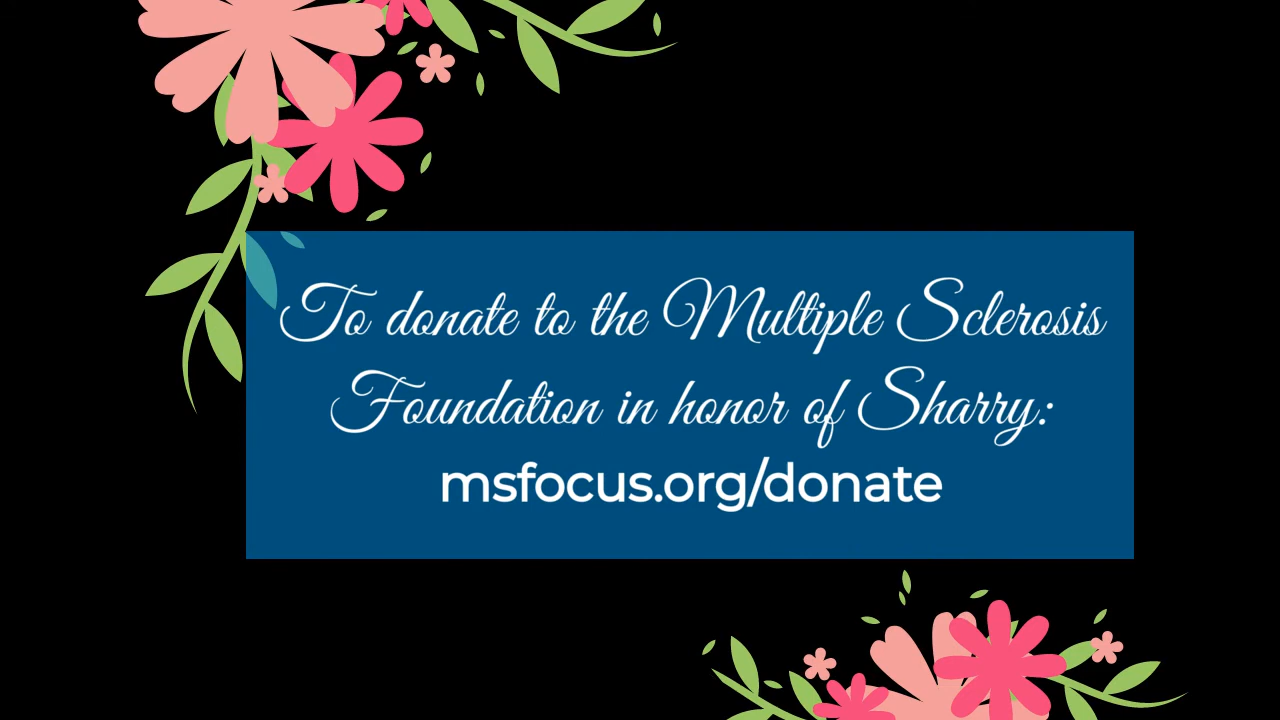 To donate to the Multiple Sclerosis
Foundation in honor of Sharry:
msfocus.org/donate